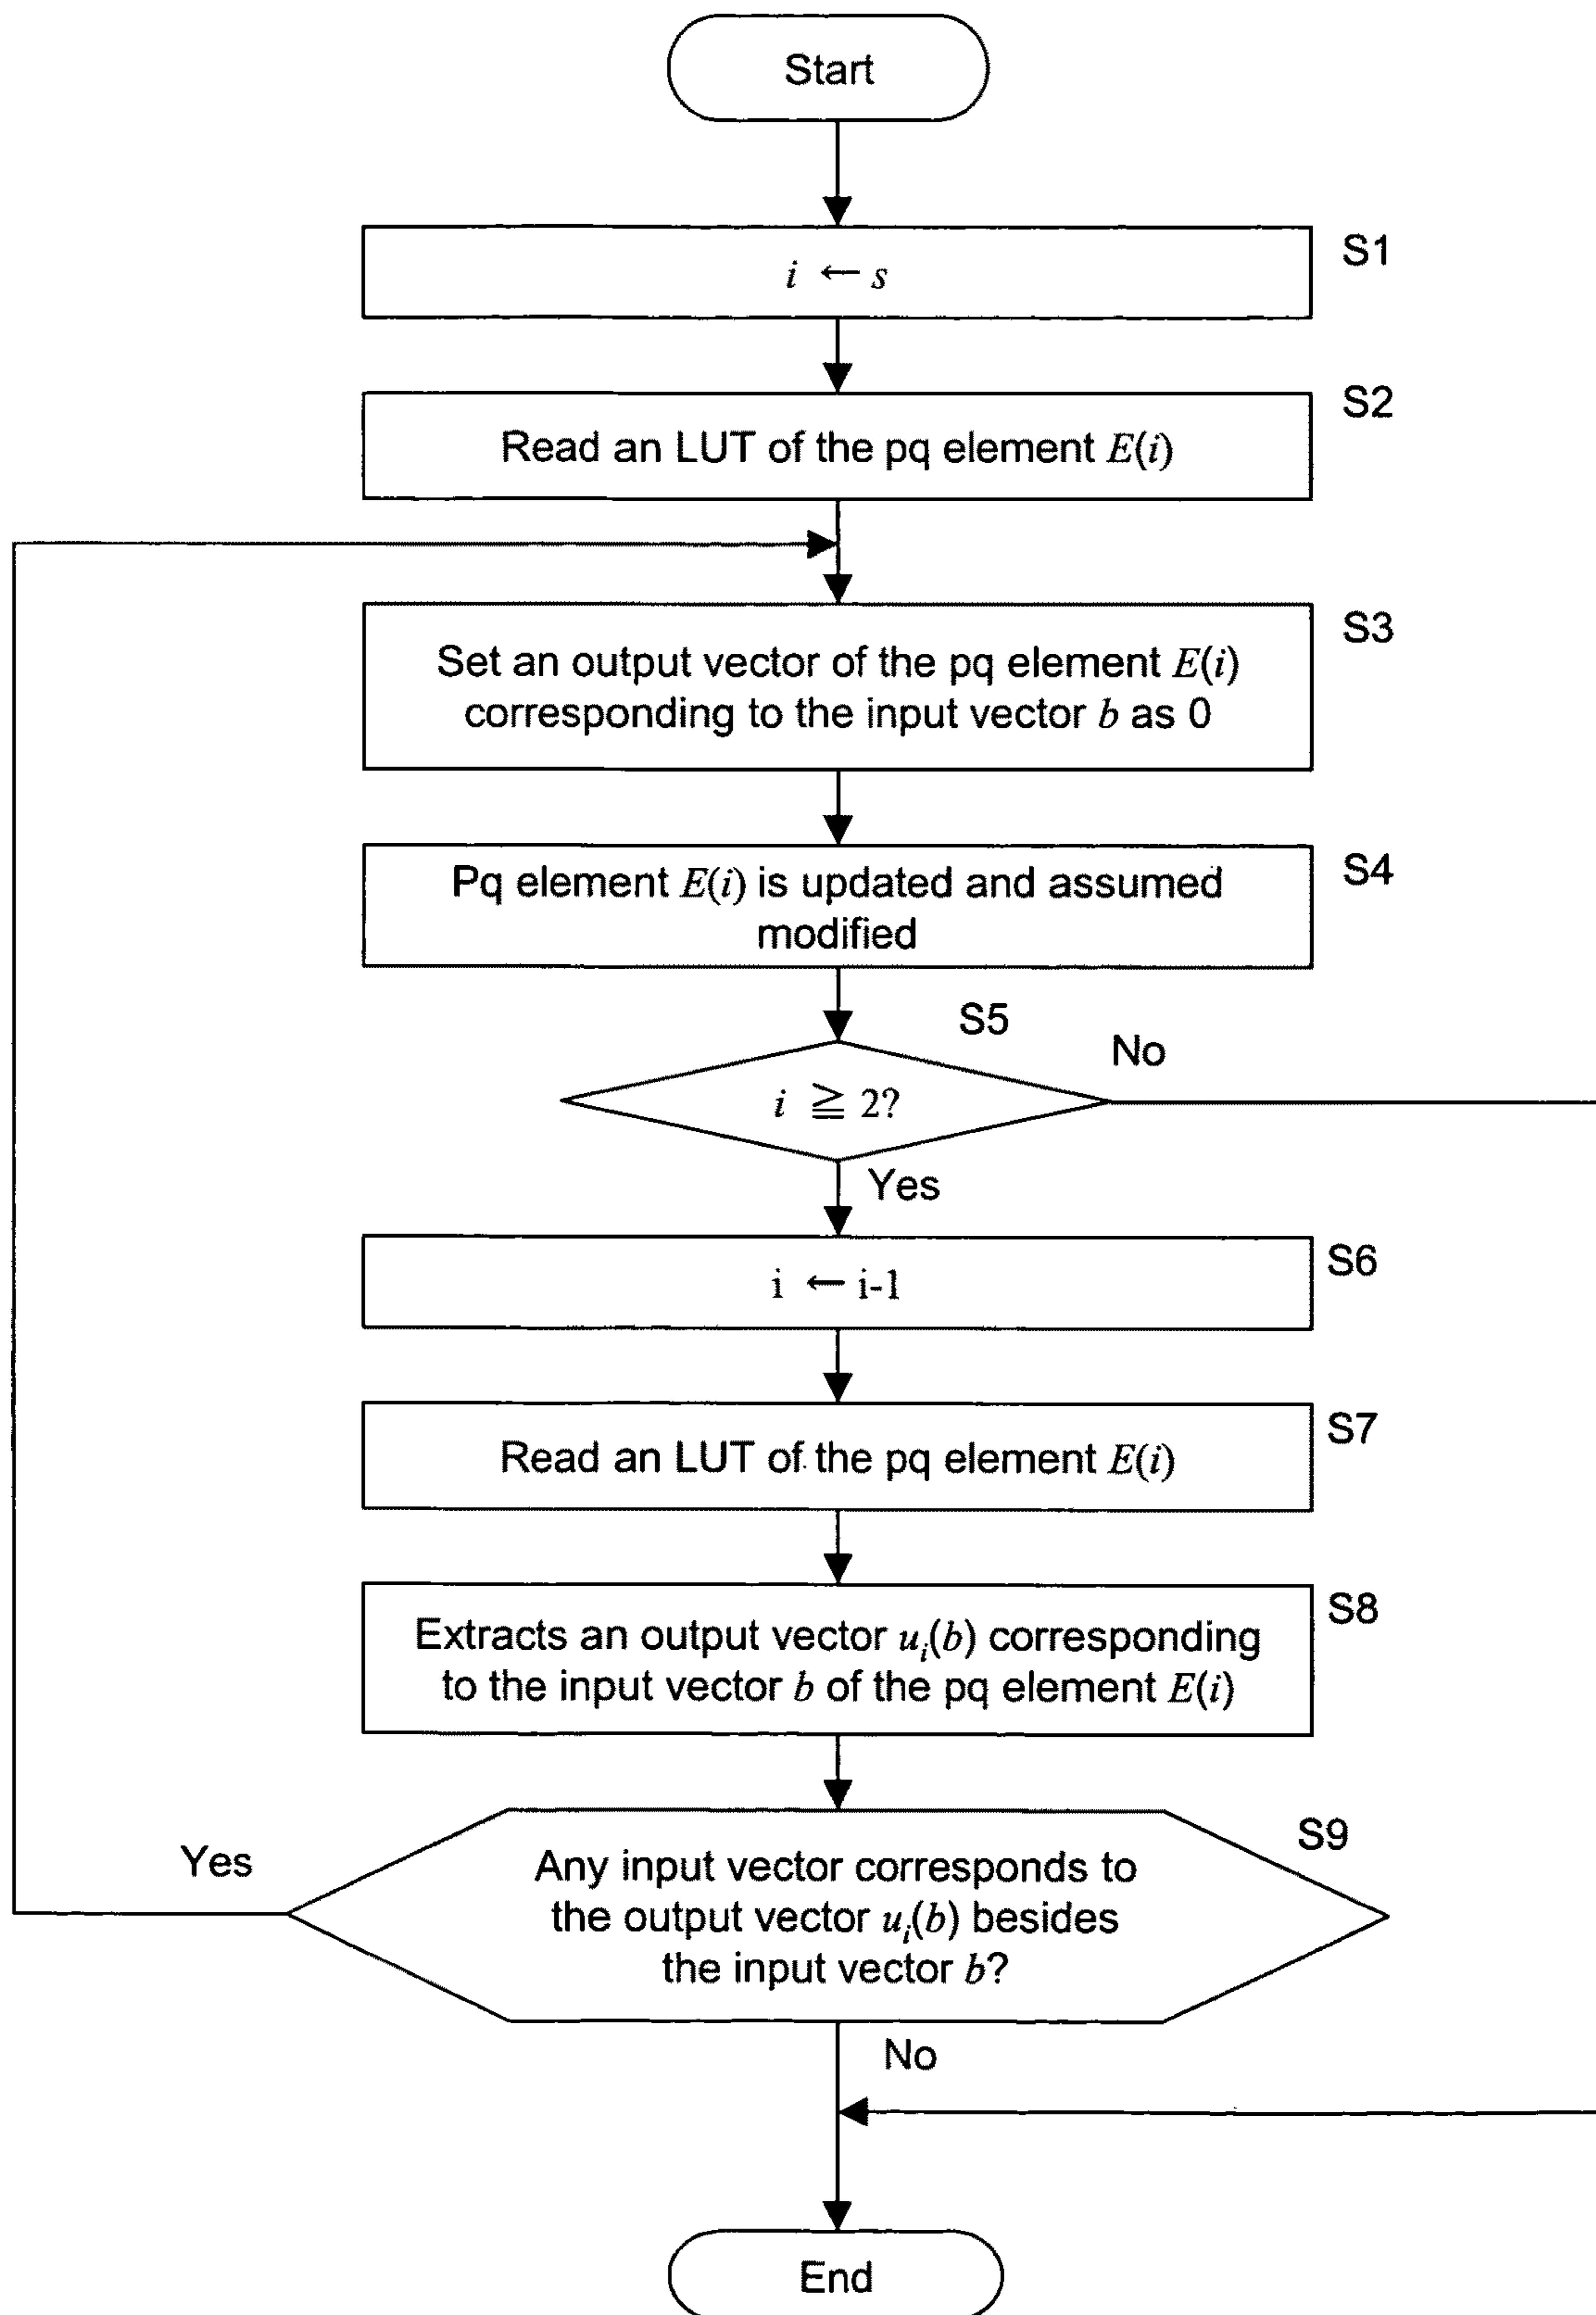 Start
S1
i ← s
S2
Read an LUT of the pq element E(i)
S3
Set an output vector of the pq element E(i)
corresponding to the input vector b as 0
S4
Pq element E(i) is updated and assumed
modified
S5
No
i ≧ 2?
Yes
S6
i ← i-1
S7
Read an LUT of the pq element E(i)
S8
Extracts an output vector uᵢ(b) corresponding
to the input vector b of the pq element E(i)
S9
Yes
Any input vector corresponds to
the output vector uᵢ(b) besides
the input vector b?
No
End